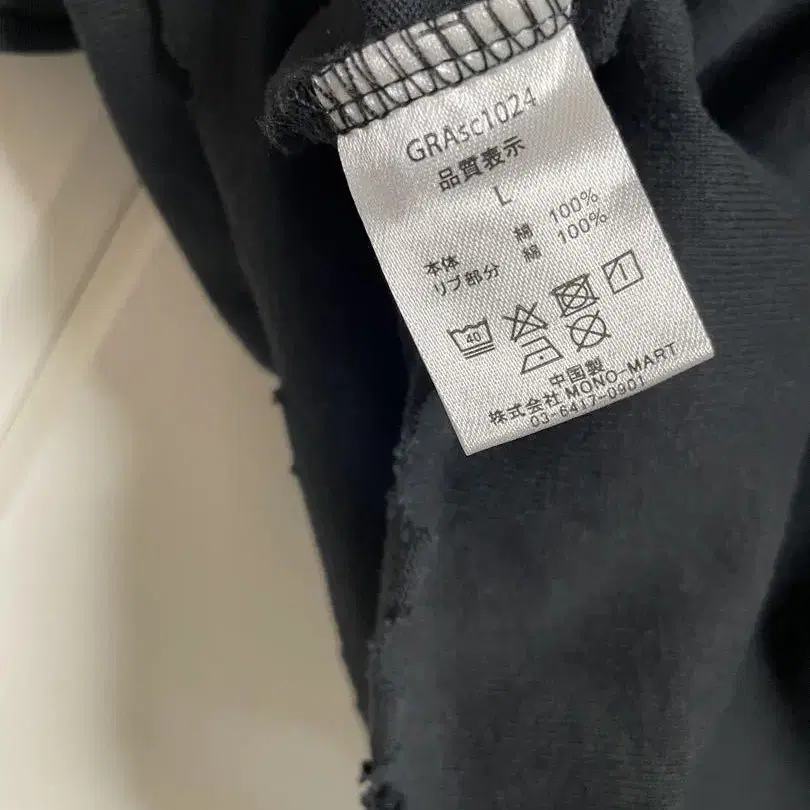 GRAsc1024
品質表示
L
本体 綿 100%
リブ部分 綿 100%
40
中国製
株式会社 MONO-MART
03-6417-0901